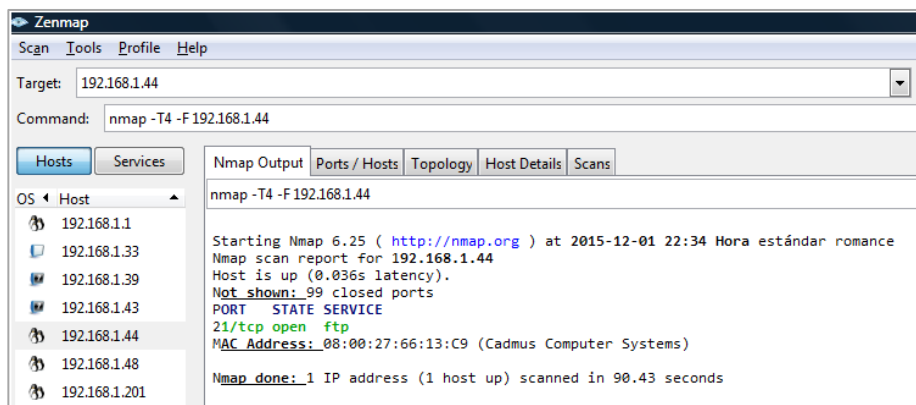 Zenmap
Scan Tools Profile Help
Target: 192.168.1.44
Command: nmap -T4 -F 192.168.1.44
Hosts Services
Nmap Output Ports / Hosts Topology Host Details Scans
OS Host
nmap -T4 -F 192.168.1.44
192.168.1.1
192.168.1.33
192.168.1.39
192.168.1.43
192.168.1.44
192.168.1.48
192.168.1.201
Starting Nmap 6.25 ( http://nmap.org ) at 2015-12-01 22:34 Hora estándar romance
Nmap scan report for 192.168.1.44
Host is up (0.036s latency).
Not shown: 99 closed ports
PORT STATE SERVICE
21/tcp open ftp
MAC Address: 08:00:27:66:13:C9 (Cadmus Computer Systems)
Nmap done: 1 IP address (1 host up) scanned in 90.43 seconds